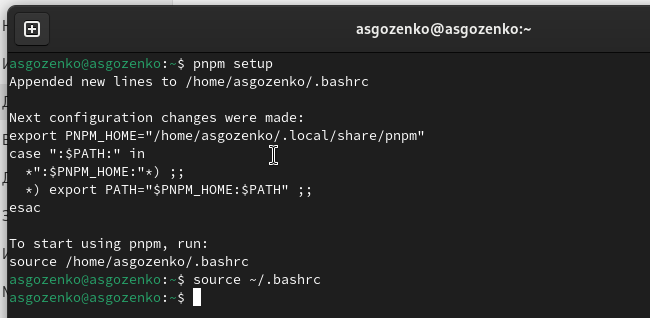 asgozenko@asgozenko:~
asgozenko@asgozenko:~$ pnpm setup
Appended new lines to /home/asgozenko/.bashrc
Next configuration changes were made:
export PNPM_HOME="/home/asgozenko/.local/share/pnpm"
case ":$PATH:" in
  *":$PNPM_HOME:"*) ;;
  *) export PATH="$PNPM_HOME:$PATH" ;;
esac
To start using pnpm, run:
source /home/asgozenko/.bashrc
asgozenko@asgozenko:~$ source ~/.bashrc
asgozenko@asgozenko:~$